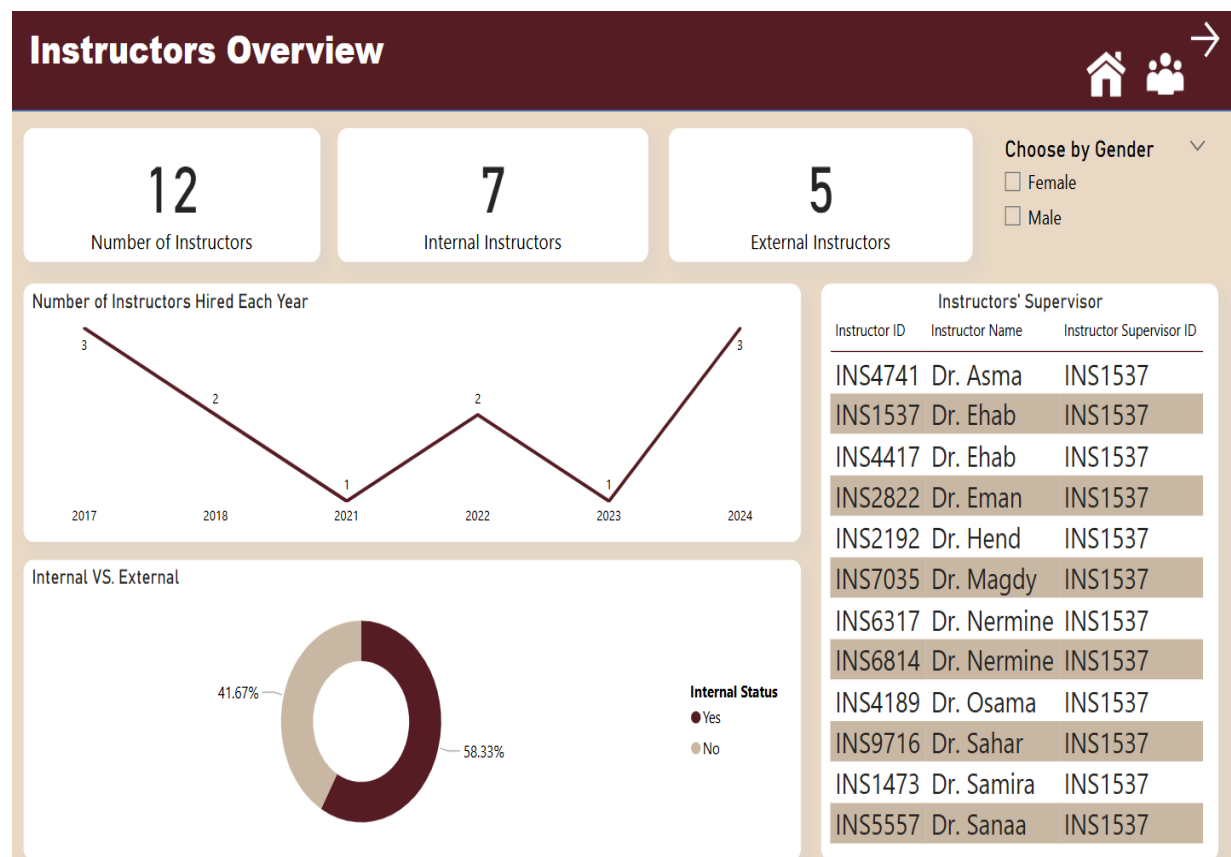 Instructors Overview
12
Number of Instructors
7
Internal Instructors
5
External Instructors
Choose by Gender
Female
Male
Number of Instructors Hired Each Year
3
2
1
2
1
3
2017 2018 2021 2022 2023 2024
Internal VS. External
41.67%
58.33%
Internal Status
Yes
No
Instructors' Supervisor
Instructor ID Instructor Name Instructor Supervisor ID
INS4741 Dr. Asma INS1537
INS1537 Dr. Ehab INS1537
INS4417 Dr. Ehab INS1537
INS2822 Dr. Eman INS1537
INS2192 Dr. Hend INS1537
INS7035 Dr. Magdy INS1537
INS6317 Dr. Nermine INS1537
INS6814 Dr. Nermine INS1537
INS4189 Dr. Osama INS1537
INS9716 Dr. Sahar INS1537
INS1473 Dr. Samira INS1537
INS5557 Dr. Sanaa INS1537